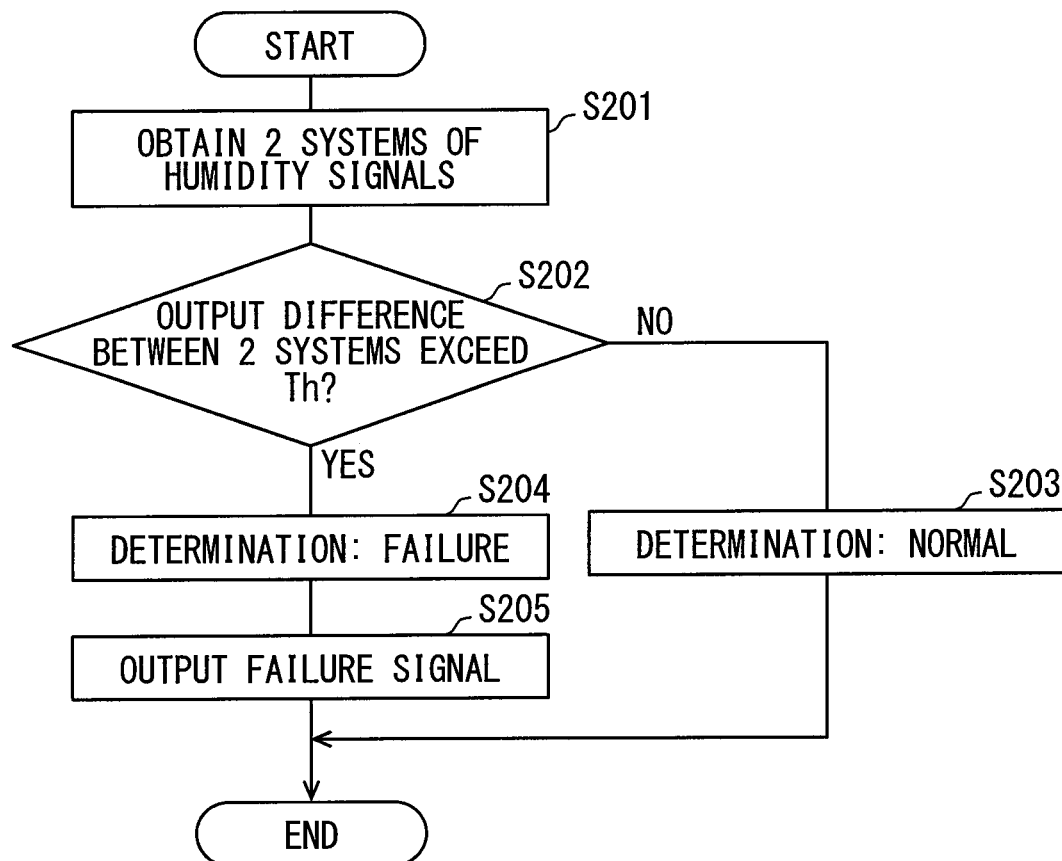 START
S201
OBTAIN 2 SYSTEMS OF
HUMIDITY SIGNALS
S202
OUTPUT DIFFERENCE
BETWEEN 2 SYSTEMS EXCEED
Th?
NO
YES
S204
DETERMINATION: FAILURE
S203
DETERMINATION: NORMAL
S205
OUTPUT FAILURE SIGNAL
END